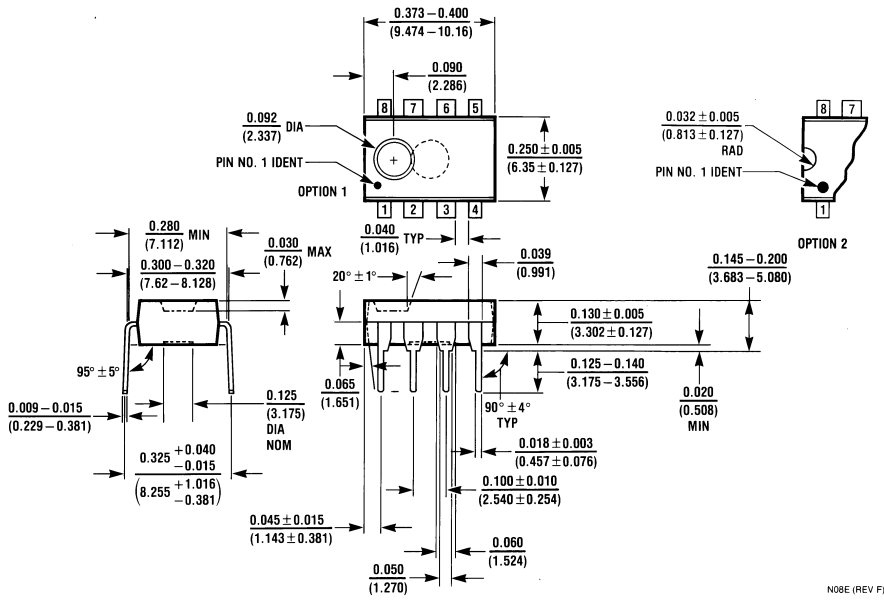 0.373 – 0.400
(9.474 – 10.16)
0.090
(2.286)
8 7 6 5
0.092 DIA
(2.337)
PIN NO. 1 IDENT
OPTION 1
1 2 3 4
0.250 ± 0.005
(6.35 ± 0.127)
0.032 ± 0.005
(0.813 ± 0.127)
RAD
PIN NO. 1 IDENT
8 7
1
OPTION 2
0.280 MIN
(7.112)
0.300 – 0.320
(7.62 – 8.128)
0.030 MAX
(0.762)
0.040 TYP
(1.016)
20° ± 1°
0.039
(0.991)
0.145 – 0.200
(3.683 – 5.080)
0.130 ± 0.005
(3.302 ± 0.127)
0.125 – 0.140
(3.175 – 3.556)
0.020
(0.508)
MIN
95° ± 5°
0.009 – 0.015
(0.229 – 0.381)
0.125
(3.175)
DIA
NOM
0.325 +0.040
–0.015
(8.255 +1.016
–0.381)
0.065
(1.651)
90° ± 4°
TYP
0.018 ± 0.003
(0.457 ± 0.076)
0.100 ± 0.010
(2.540 ± 0.254)
0.045 ± 0.015
(1.143 ± 0.381)
0.060
(1.524)
0.050
(1.270)
N08E (REV F)